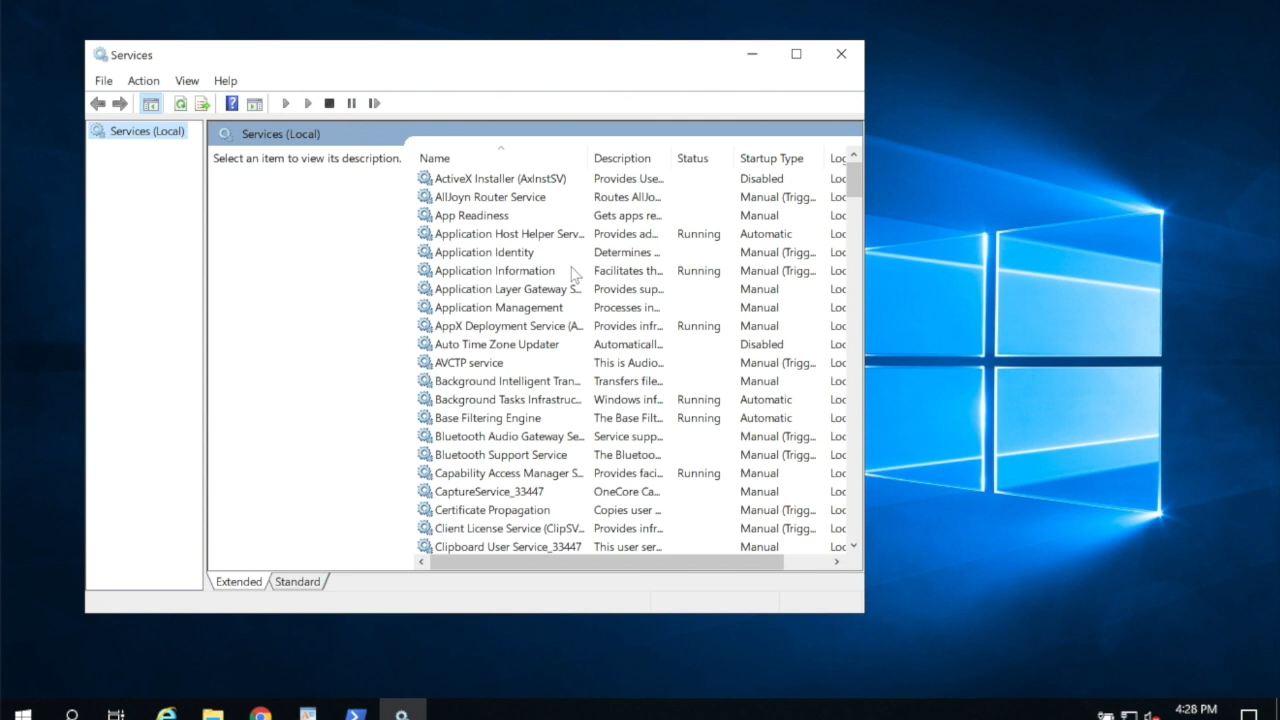 Services
File Action View Help
Services (Local)
Services (Local)
Select an item to view its description.
Name Description Status Startup Type Log
ActiveX Installer (AxInstSV) Provides Use... Disabled Loc
AllJoyn Router Service Routes AllJo... Manual (Trigg... Loc
App Readiness Gets apps re... Manual Loc
Application Host Helper Serv... Provides ad... Running Automatic Loc
Application Identity Determines ... Manual (Trigg... Loc
Application Information Facilitates th... Running Manual (Trigg... Loc
Application Layer Gateway S... Provides sup... Manual Loc
Application Management Processes in... Manual Loc
AppX Deployment Service (A... Provides infr... Running Manual Loc
Auto Time Zone Updater Automaticall... Disabled Loc
AVCTP service This is Audio... Manual (Trigg... Loc
Background Intelligent Tran... Transfers file... Manual Loc
Background Tasks Infrastruc... Windows inf... Running Automatic Loc
Base Filtering Engine The Base Filt... Running Automatic Loc
Bluetooth Audio Gateway Se... Service supp... Manual (Trigg... Loc
Bluetooth Support Service The Bluetoo... Manual (Trigg... Loc
Capability Access Manager S... Provides faci... Running Manual Loc
CaptureService_33447 OneCore Ca... Manual Loc
Certificate Propagation Copies user ... Manual (Trigg... Loc
Client License Service (ClipSV... Provides infr... Manual (Trigg... Loc
Clipboard User Service_33447 This user ser... Manual Loc
Extended Standard
4:28 PM